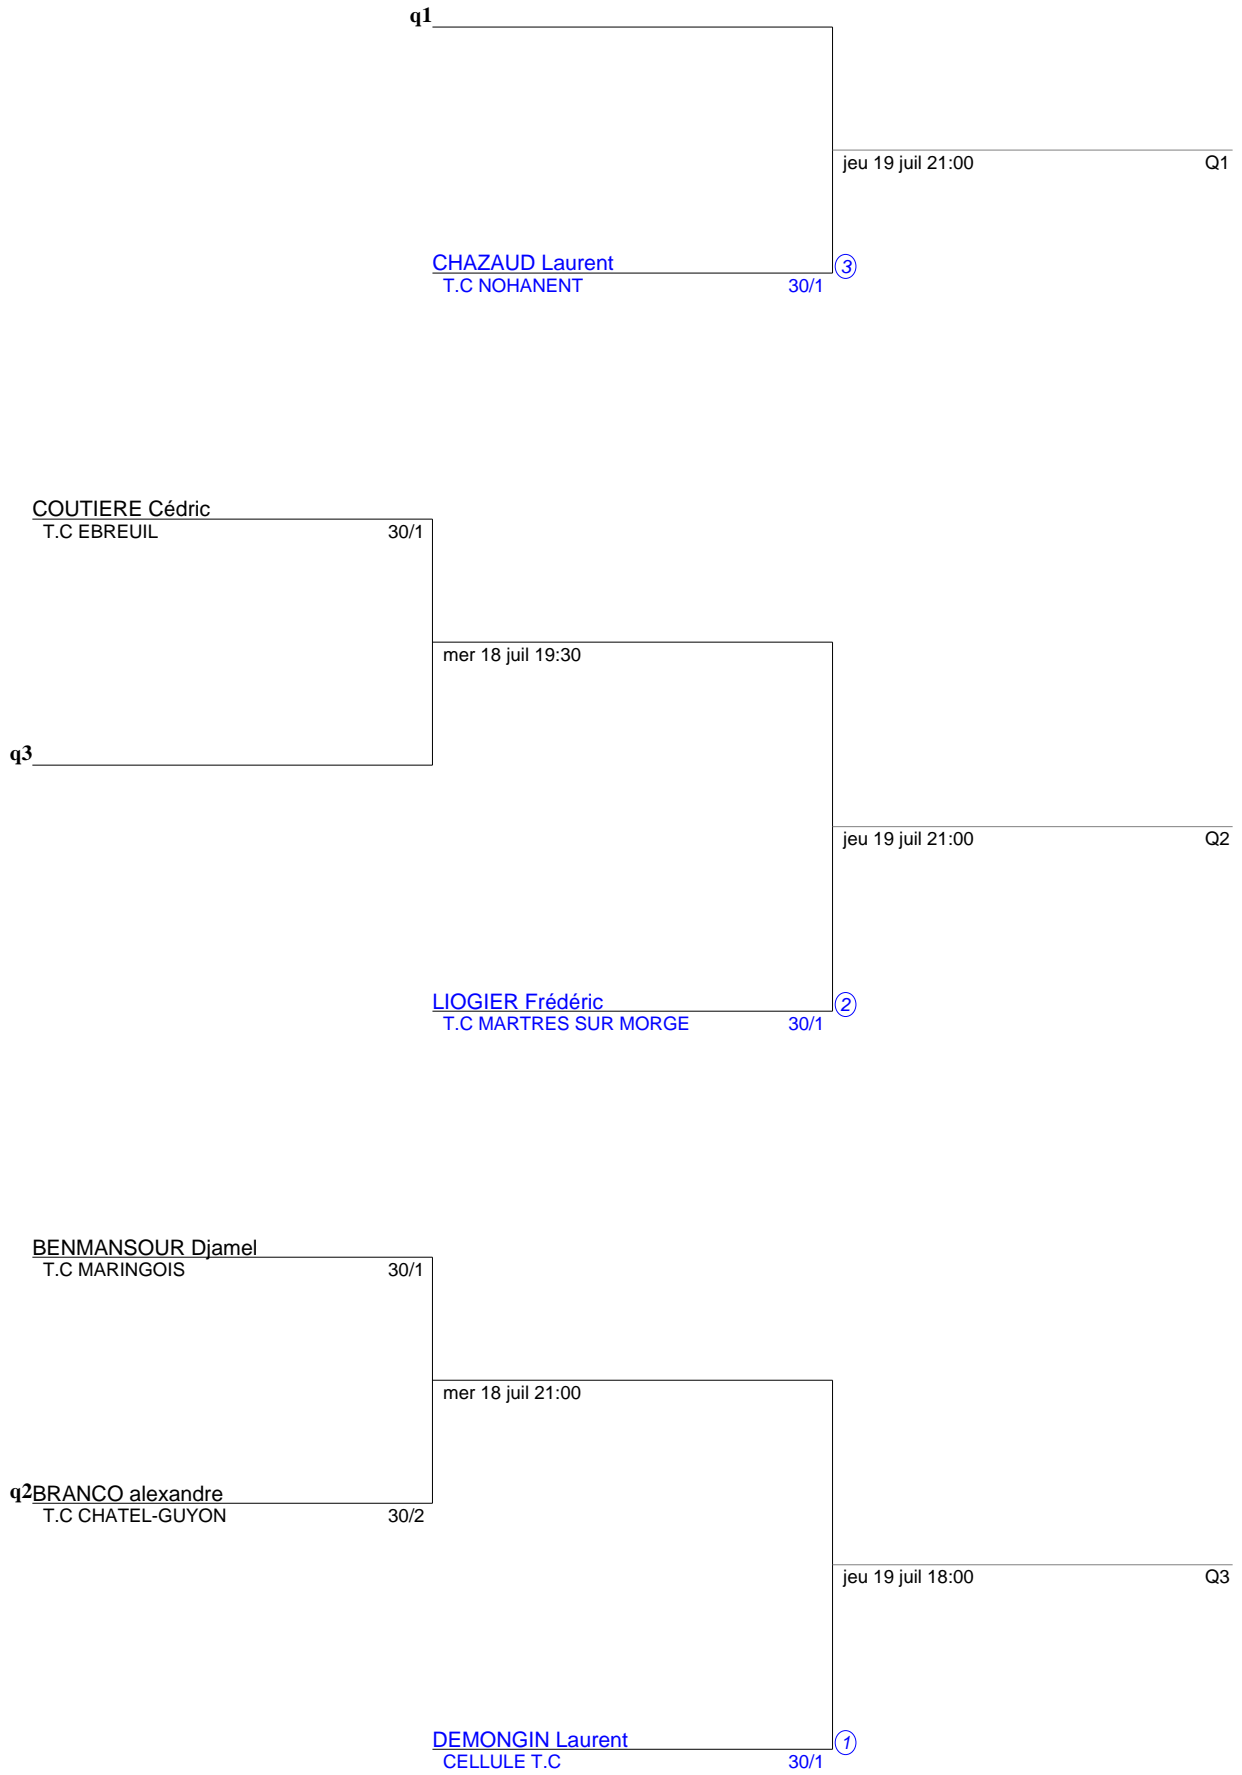 q1
jeu 19 juil 21:00 Q1
CHAZAUD Laurent 3
T.C NOHANENT 30/1
COUTIERE Cédric
T.C EBREUIL 30/1
mer 18 juil 19:30
q3
jeu 19 juil 21:00 Q2
LIOGIER Frédéric 2
T.C MARTRES SUR MORGE 30/1
BENMANSOUR Djamel
T.C MARINGOIS 30/1
mer 18 juil 21:00
q2 BRANCO alexandre
T.C CHATEL-GUYON 30/2
jeu 19 juil 18:00 Q3
DEMONGIN Laurent 1
CELLULE T.C 30/1